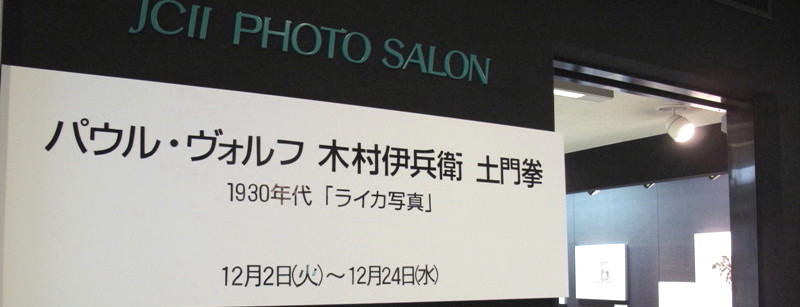 JCII PHOTO SALON
パウル・ヴォルフ 木村伊兵衛 土門拳
1930年代「ライカ写真」
12月2日(火)～12月24日(水)